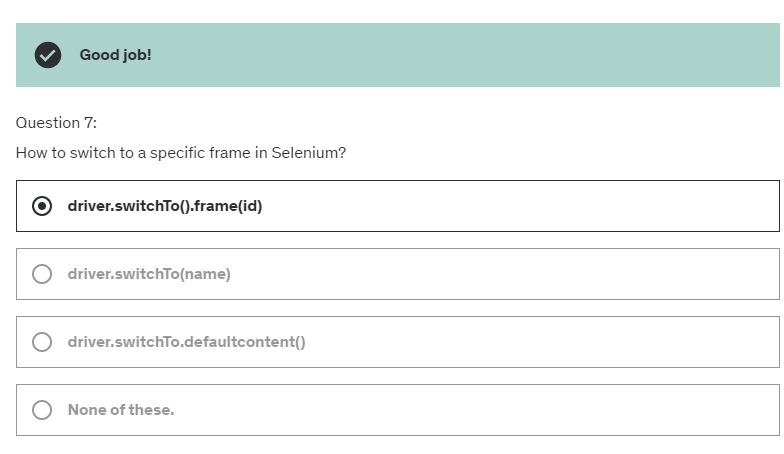 Good job!
Question 7:
How to switch to a specific frame in Selenium?
driver.switchTo().frame(id)
driver.switchTo(name)
driver.switchTo.defaultcontent()
None of these.